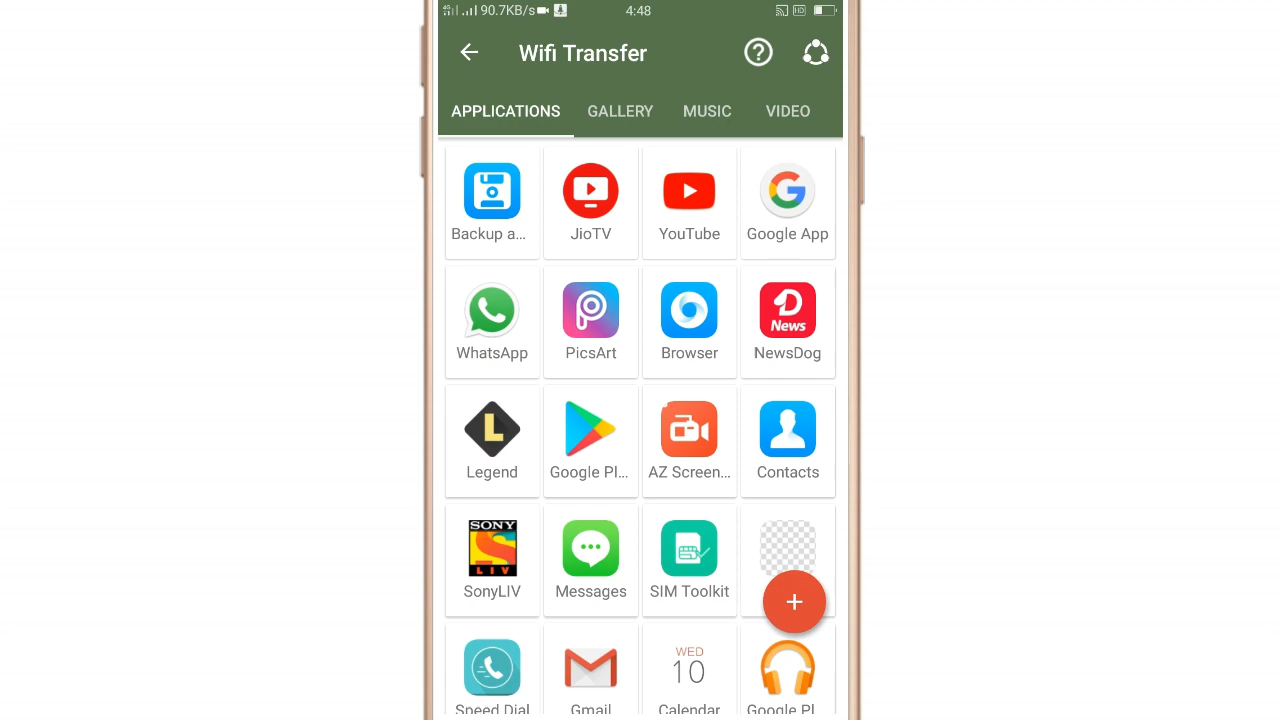 90.7KB/s 4:48 HD
Wifi Transfer ?
APPLICATIONS GALLERY MUSIC VIDEO
Backup a... JioTV YouTube Google App
News
WhatsApp PicsArt Browser NewsDog
L
Legend Google Pl... AZ Screen... Contacts
SONY
LIV
SonyLIV Messages SIM Toolkit
+
WED
10
Speed Dial Gmail Calendar Google Pl...